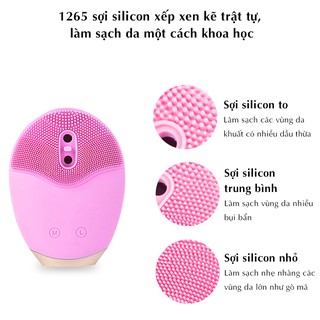 1265 sợi silicon xếp xen kẽ trật tự,
làm sạch da một cách khoa học
Sợi silicon to
Làm sạch các vùng da
khuất có nhiều dầu thừa
Sợi silicon
trung bình
Làm sạch vùng da nhiều
bụi bẩn
Sợi silicon nhỏ
Làm sạch nhẹ nhàng các
vùng da lớn như gò má
M L